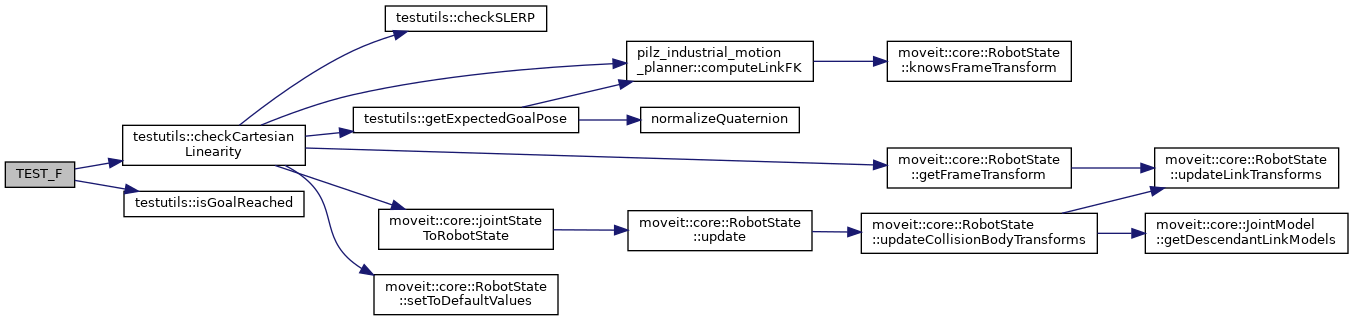 testutils::checkSLERP
pilz_industrial_motion
_planner::computeLinkFK
moveit::core::RobotState
::knowsFrameTransform
testutils::getExpectedGoalPose
normalizeQuaternion
testutils::checkCartesian
Linearity
moveit::core::RobotState
::getFrameTransform
moveit::core::RobotState
::updateLinkTransforms
TEST_F
testutils::isGoalReached
moveit::core::jointState
ToRobotState
moveit::core::RobotState
::update
moveit::core::RobotState
::updateCollisionBodyTransforms
moveit::core::JointModel
::getDescendantLinkModels
moveit::core::RobotState
::setToDefaultValues